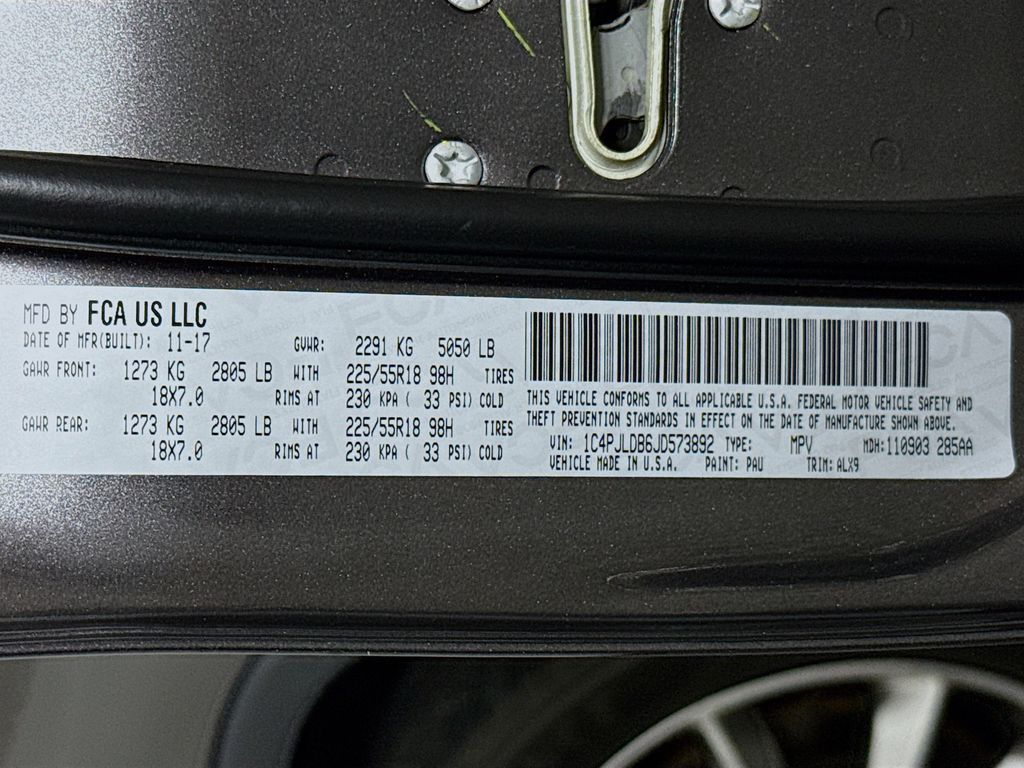 MFD BY FCA US LLC
DATE OF MFR(BUILT): 11-17 GVWR: 2291 KG 5050 LB
GAWR FRONT: 1273 KG 2805 LB WITH 225/55R18 98H TIRES
18X7.0 RIMS AT 230 KPA ( 33 PSI) COLD
GAWR REAR: 1273 KG 2805 LB WITH 225/55R18 98H TIRES
18X7.0 RIMS AT 230 KPA ( 33 PSI) COLD
THIS VEHICLE CONFORMS TO ALL APPLICABLE U.S.A. FEDERAL MOTOR VEHICLE SAFETY AND
THEFT PREVENTION STANDARDS IN EFFECT ON THE DATE OF MANUFACTURE SHOWN ABOVE.
VIN: 1C4PJLDB6JD573892 TYPE: MPV MDH:110903 285AA
VEHICLE MADE IN U.S.A. PAINT: PAU TRIM: ALX9